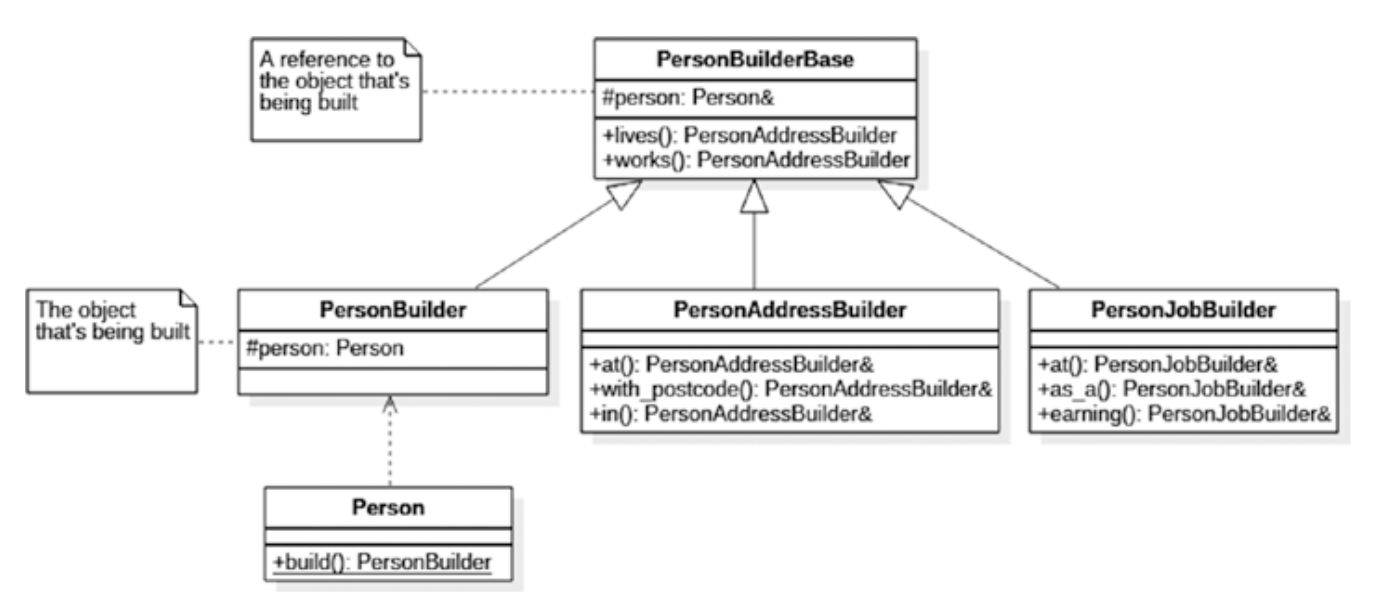 A reference to
the object that's
being built
PersonBuilderBase
#person: Person&
+lives(): PersonAddressBuilder
+works(): PersonAddressBuilder
The object
that's being built
PersonBuilder
#person: Person
PersonAddressBuilder
+at(): PersonAddressBuilder&
+with_postcode(): PersonAddressBuilder&
+in(): PersonAddressBuilder&
PersonJobBuilder
+at(): PersonJobBuilder&
+as_a(): PersonJobBuilder&
+earning(): PersonJobBuilder&
Person
+build(): PersonBuilder